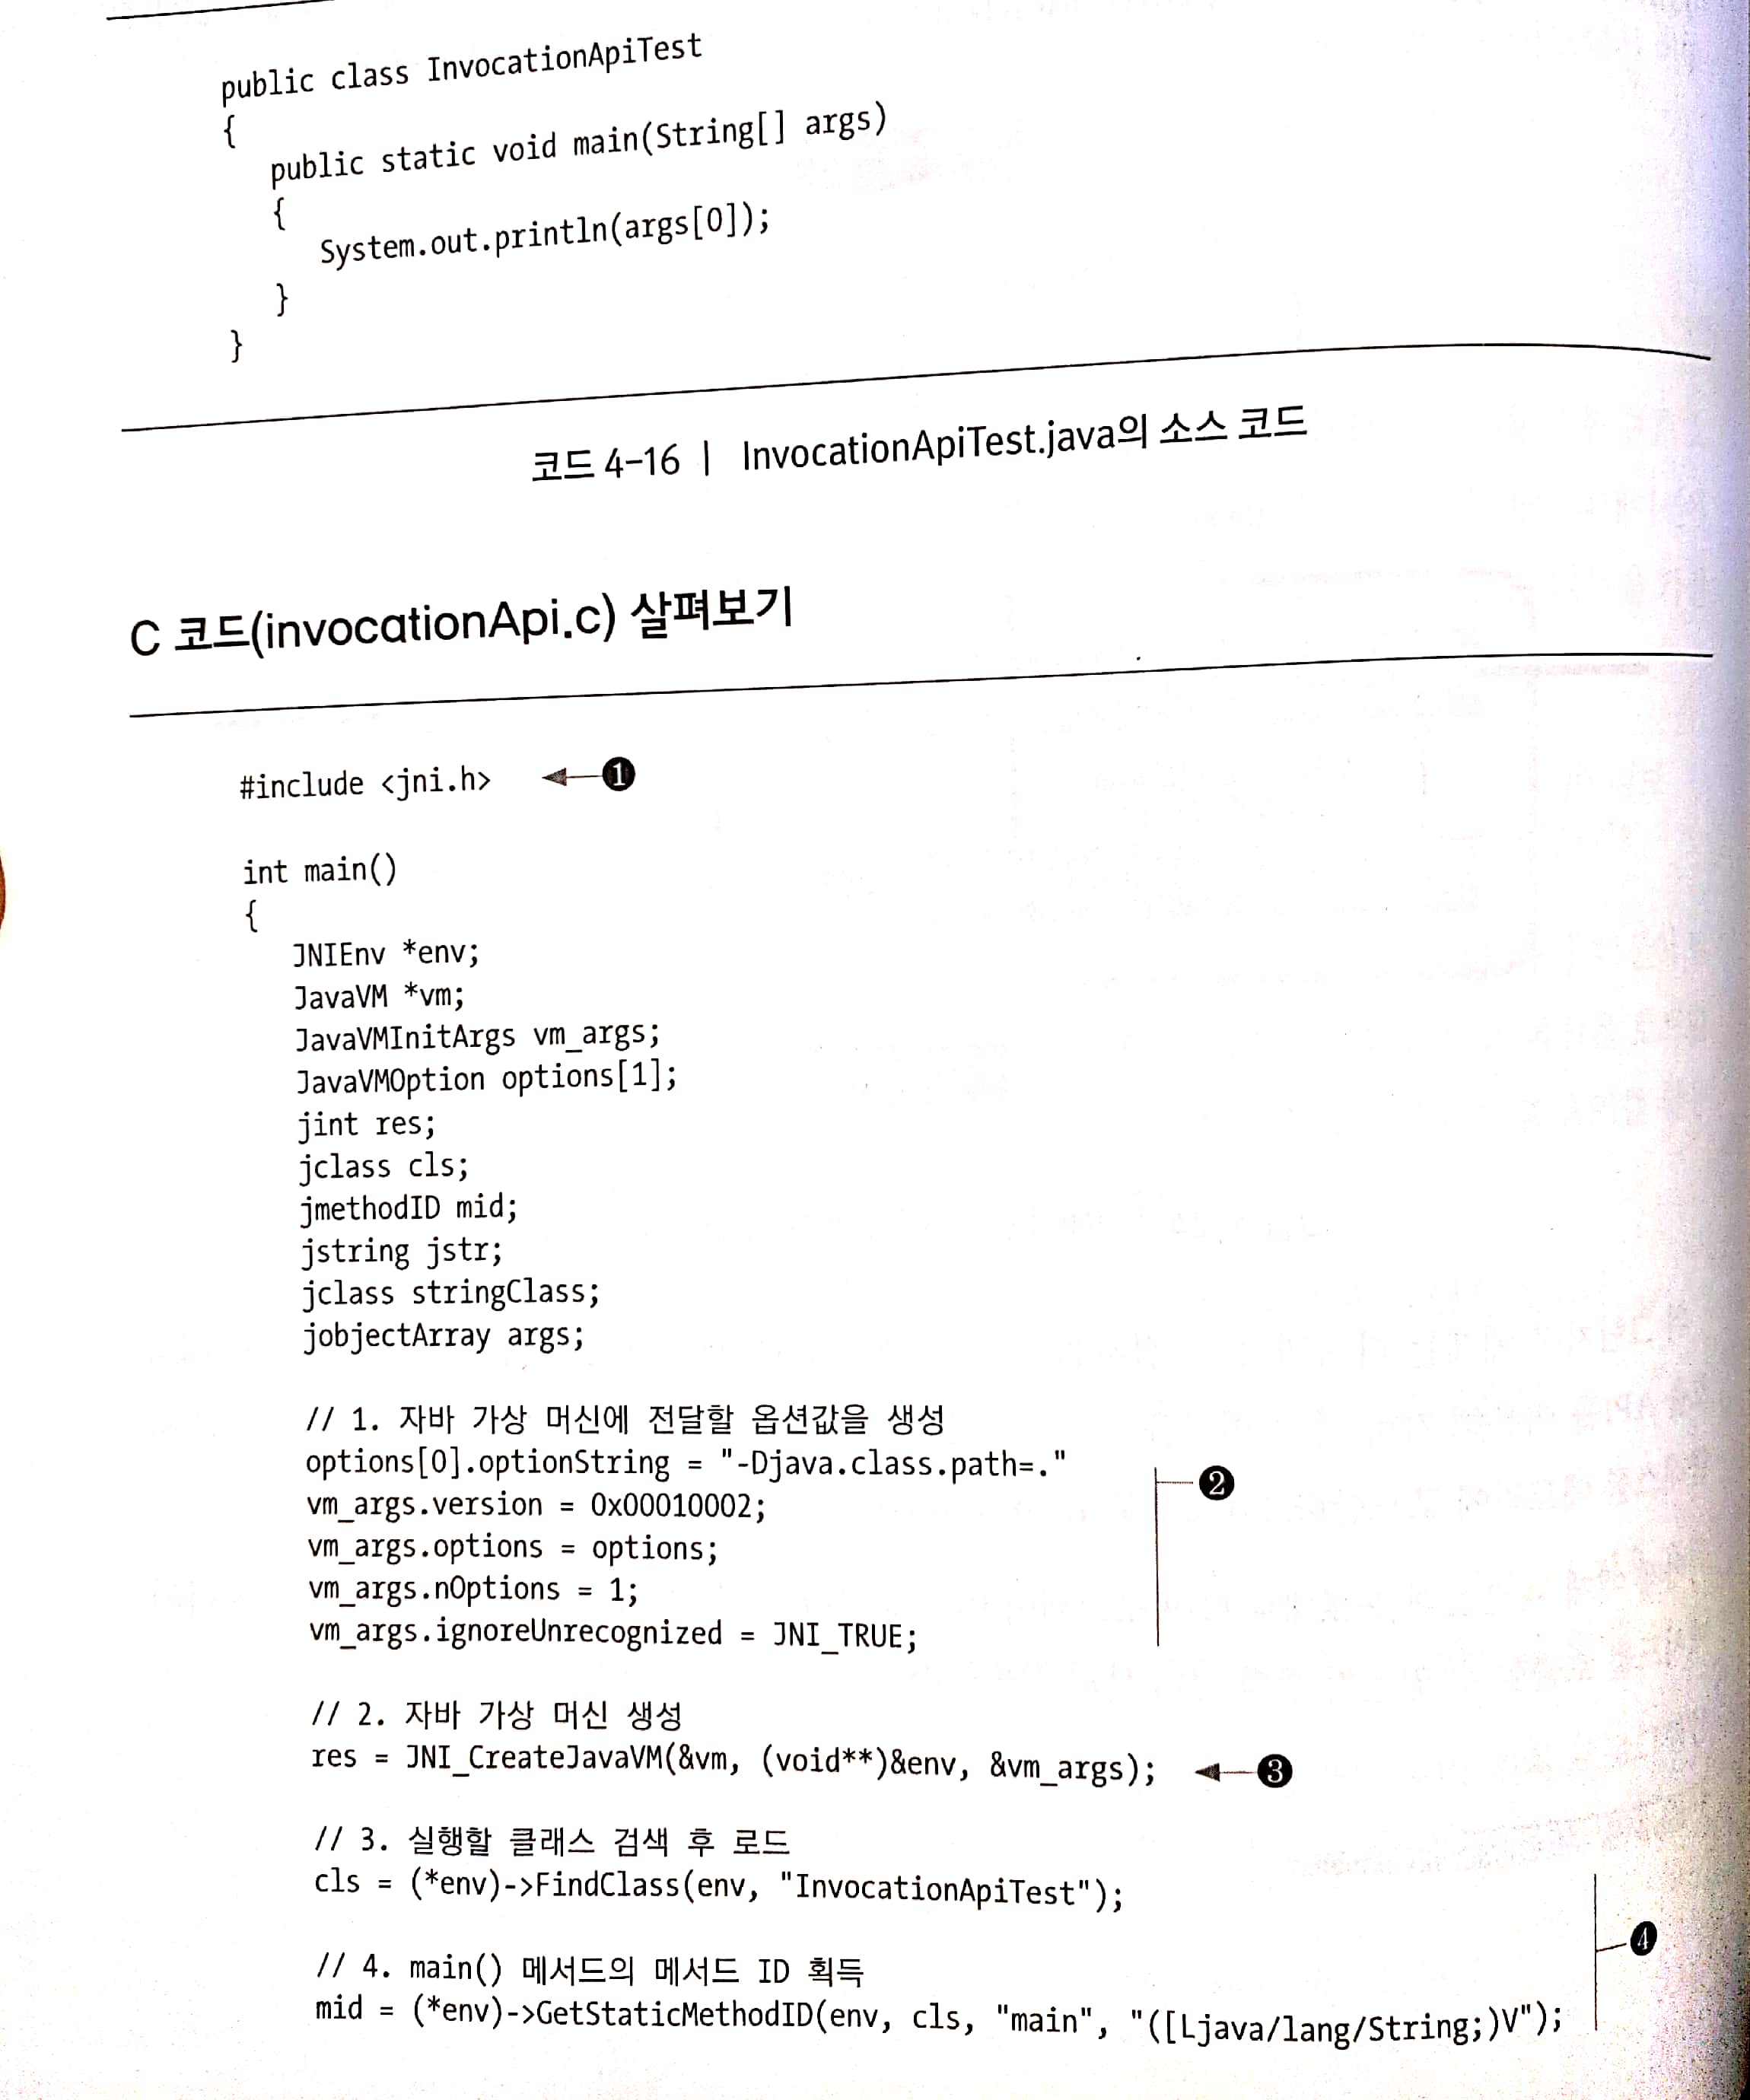 public class InvocationApiTest
{
public static void main(String[] args)
{
System.out.println(args[0]);
}
}
코드 4-16 | InvocationApiTest.java의 소스 코드
C 코드(invocationApi.c) 살펴보기
#include <jni.h> ❶
int main()
{
JNIEnv *env;
JavaVM *vm;
JavaVMInitArgs vm_args;
JavaVMOption options[1];
jint res;
jclass cls;
jmethodID mid;
jstring jstr;
jclass stringClass;
jobjectArray args;
// 1. 자바 가상 머신에 전달할 옵션값을 생성
options[0].optionString = "-Djava.class.path=."
❷
vm_args.version = 0x00010002;
vm_args.options = options;
vm_args.nOptions = 1;
vm_args.ignoreUnrecognized = JNI_TRUE;
// 2. 자바 가상 머신 생성
res = JNI_CreateJavaVM(&vm, (void**)&env, &vm_args); ❸
// 3. 실행할 클래스 검색 후 로드
cls = (*env)->FindClass(env, "InvocationApiTest");
❹
// 4. main() 메서드의 메서드 ID 획득
mid = (*env)->GetStaticMethodID(env, cls, "main", "([Ljava/lang/String;)V");